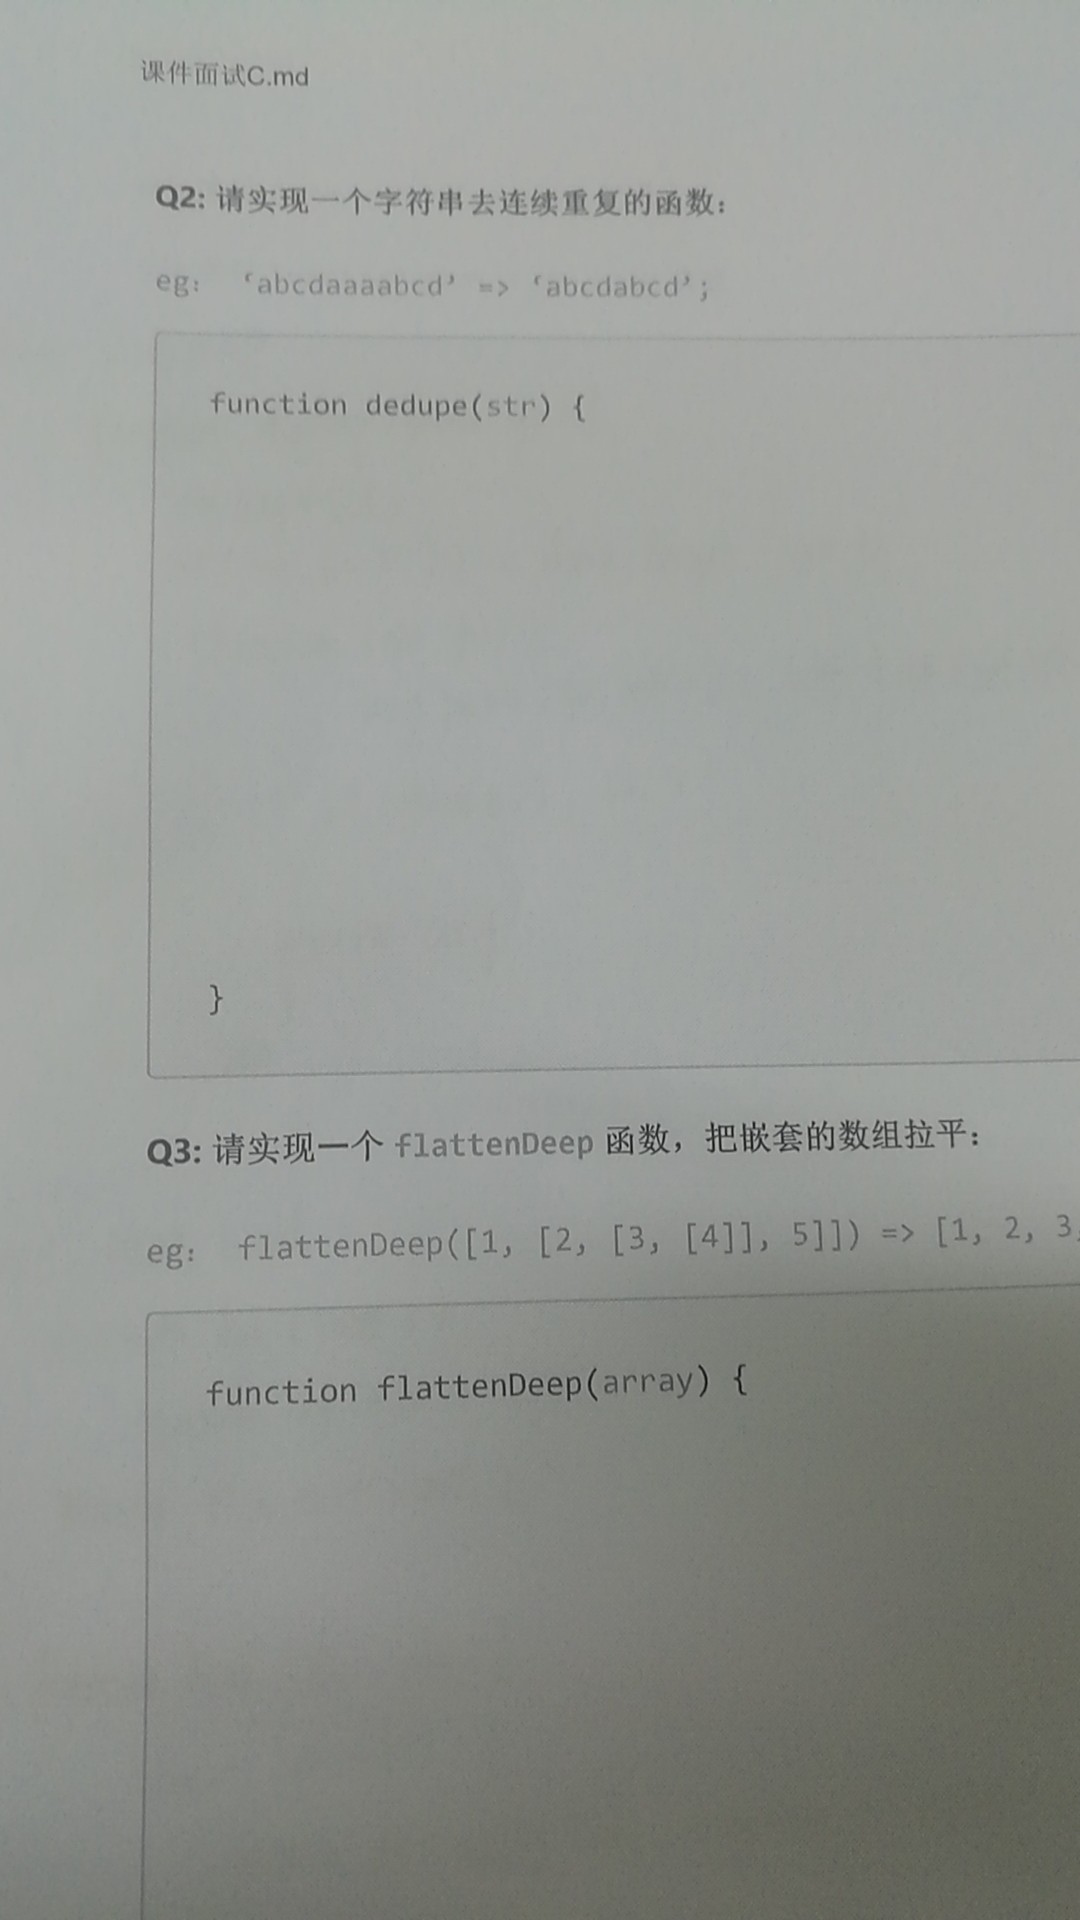 课件面试C.md
Q2: 请实现一个字符串去连续重复的函数：
eg： ‘abcdaaaabcd’ => ‘abcdabcd’;
function dedupe(str) {
}
Q3: 请实现一个 flattenDeep 函数，把嵌套的数组拉平：
eg： flattenDeep([1, [2, [3, [4]], 5]]) => [1, 2, 3,
function flattenDeep(array) {